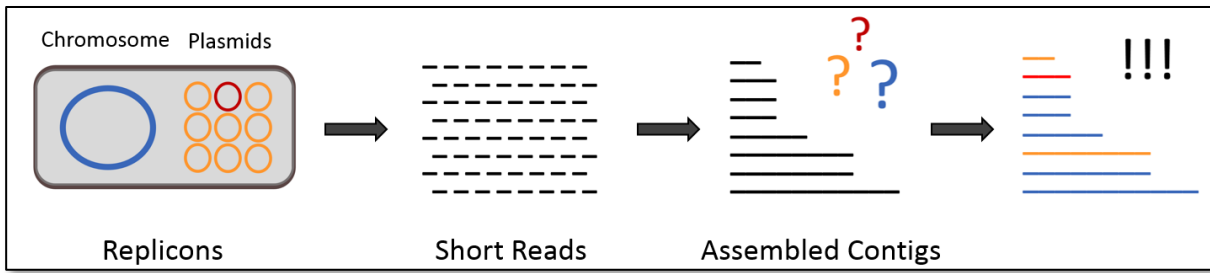 Chromosome Plasmids
? ? ?
!!!
Replicons
Short Reads
Assembled Contigs